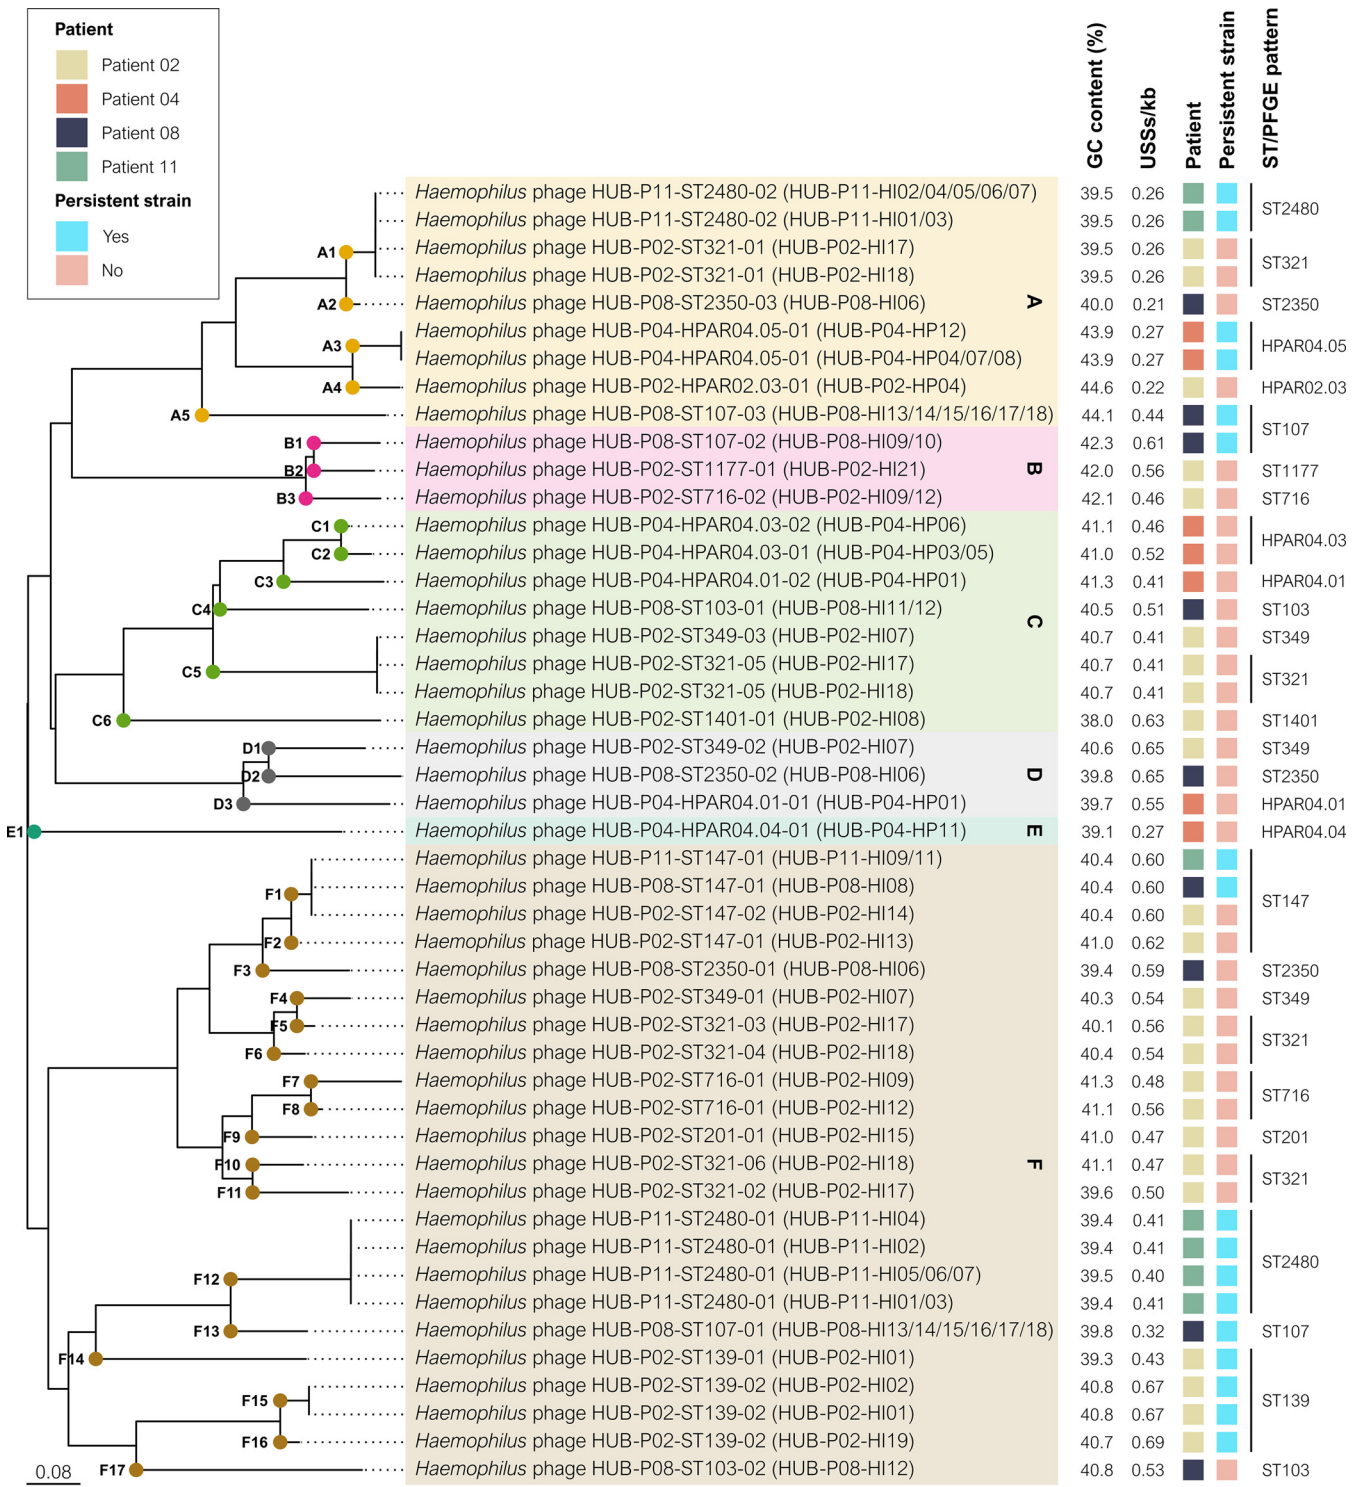 Patient
Patient 02
Patient 04
Patient 08
Patient 11
Persistent strain
Yes
No
GC content (%)
USSs/kb
Patient
Persistent strain
ST/PFGE pattern
Haemophilus phage HUB-P11-ST2480-02 (HUB-P11-HI02/04/05/06/07) 39.5 0.26
ST2480
Haemophilus phage HUB-P11-ST2480-02 (HUB-P11-HI01/03) 39.5 0.26
A1 Haemophilus phage HUB-P02-ST321-01 (HUB-P02-HI17) 39.5 0.26
ST321
Haemophilus phage HUB-P02-ST321-01 (HUB-P02-HI18) 39.5 0.26
A2 Haemophilus phage HUB-P08-ST2350-03 (HUB-P08-HI06) A 40.0 0.21 ST2350
Haemophilus phage HUB-P04-HPAR04.05-01 (HUB-P04-HP12) 43.9 0.27
A3 HPAR04.05
Haemophilus phage HUB-P04-HPAR04.05-01 (HUB-P04-HP04/07/08) 43.9 0.27
A4 Haemophilus phage HUB-P02-HPAR02.03-01 (HUB-P02-HP04) 44.6 0.22 HPAR02.03
A5 Haemophilus phage HUB-P08-ST107-03 (HUB-P08-HI13/14/15/16/17/18) 44.1 0.44
ST107
B1 Haemophilus phage HUB-P08-ST107-02 (HUB-P08-HI09/10) 42.3 0.61
B2 Haemophilus phage HUB-P02-ST1177-01 (HUB-P02-HI21) B 42.0 0.56 ST1177
B3 Haemophilus phage HUB-P02-ST716-02 (HUB-P02-HI09/12) 42.1 0.46 ST716
C1 Haemophilus phage HUB-P04-HPAR04.03-02 (HUB-P04-HP06) 41.1 0.46
HPAR04.03
C2 Haemophilus phage HUB-P04-HPAR04.03-01 (HUB-P04-HP03/05) 41.0 0.52
C3 Haemophilus phage HUB-P04-HPAR04.01-02 (HUB-P04-HP01) 41.3 0.41 HPAR04.01
C4 Haemophilus phage HUB-P08-ST103-01 (HUB-P08-HI11/12) 40.5 0.51 ST103
C
Haemophilus phage HUB-P02-ST349-03 (HUB-P02-HI07) 40.7 0.41 ST349
C5 Haemophilus phage HUB-P02-ST321-05 (HUB-P02-HI17) 40.7 0.41
ST321
Haemophilus phage HUB-P02-ST321-05 (HUB-P02-HI18) 40.7 0.41
C6 Haemophilus phage HUB-P02-ST1401-01 (HUB-P02-HI08) 38.0 0.63 ST1401
D1 Haemophilus phage HUB-P02-ST349-02 (HUB-P02-HI07) 40.6 0.65 ST349
D2 Haemophilus phage HUB-P08-ST2350-02 (HUB-P08-HI06) D 39.8 0.65 ST2350
D3 Haemophilus phage HUB-P04-HPAR04.01-01 (HUB-P04-HP01) 39.7 0.55 HPAR04.01
E1 Haemophilus phage HUB-P04-HPAR04.04-01 (HUB-P04-HP11) E 39.1 0.27 HPAR04.04
Haemophilus phage HUB-P11-ST147-01 (HUB-P11-HI09/11) 40.4 0.60
F1 Haemophilus phage HUB-P08-ST147-01 (HUB-P08-HI08) 40.4 0.60
ST147
Haemophilus phage HUB-P02-ST147-02 (HUB-P02-HI14) 40.4 0.60
F2 Haemophilus phage HUB-P02-ST147-01 (HUB-P02-HI13) 41.0 0.62
F3 Haemophilus phage HUB-P08-ST2350-01 (HUB-P08-HI06) 39.4 0.59 ST2350
F4 Haemophilus phage HUB-P02-ST349-01 (HUB-P02-HI07) 40.3 0.54 ST349
F5 Haemophilus phage HUB-P02-ST321-03 (HUB-P02-HI17) 40.1 0.56
ST321
F6 Haemophilus phage HUB-P02-ST321-04 (HUB-P02-HI18) 40.4 0.54
F7 Haemophilus phage HUB-P02-ST716-01 (HUB-P02-HI09) 41.3 0.48
ST716
F8 Haemophilus phage HUB-P02-ST716-01 (HUB-P02-HI12) 41.1 0.56
F9 Haemophilus phage HUB-P02-ST201-01 (HUB-P02-HI15) 41.0 0.47 ST201
F10 Haemophilus phage HUB-P02-ST321-06 (HUB-P02-HI18) F 41.1 0.47
ST321
F11 Haemophilus phage HUB-P02-ST321-02 (HUB-P02-HI17) 39.6 0.50
Haemophilus phage HUB-P11-ST2480-01 (HUB-P11-HI04) 39.4 0.41
Haemophilus phage HUB-P11-ST2480-01 (HUB-P11-HI02) 39.4 0.41
ST2480
F12 Haemophilus phage HUB-P11-ST2480-01 (HUB-P11-HI05/06/07) 39.5 0.40
Haemophilus phage HUB-P11-ST2480-01 (HUB-P11-HI01/03) 39.4 0.41
F13 Haemophilus phage HUB-P08-ST107-01 (HUB-P08-HI13/14/15/16/17/18) 39.8 0.32 ST107
F14 Haemophilus phage HUB-P02-ST139-01 (HUB-P02-HI01) 39.3 0.43
Haemophilus phage HUB-P02-ST139-02 (HUB-P02-HI02) 40.8 0.67
F15 ST139
Haemophilus phage HUB-P02-ST139-02 (HUB-P02-HI01) 40.8 0.67
F16 Haemophilus phage HUB-P02-ST139-02 (HUB-P02-HI19) 40.7 0.69
F17 Haemophilus phage HUB-P08-ST103-02 (HUB-P08-HI12) 40.8 0.53 ST103
0.08